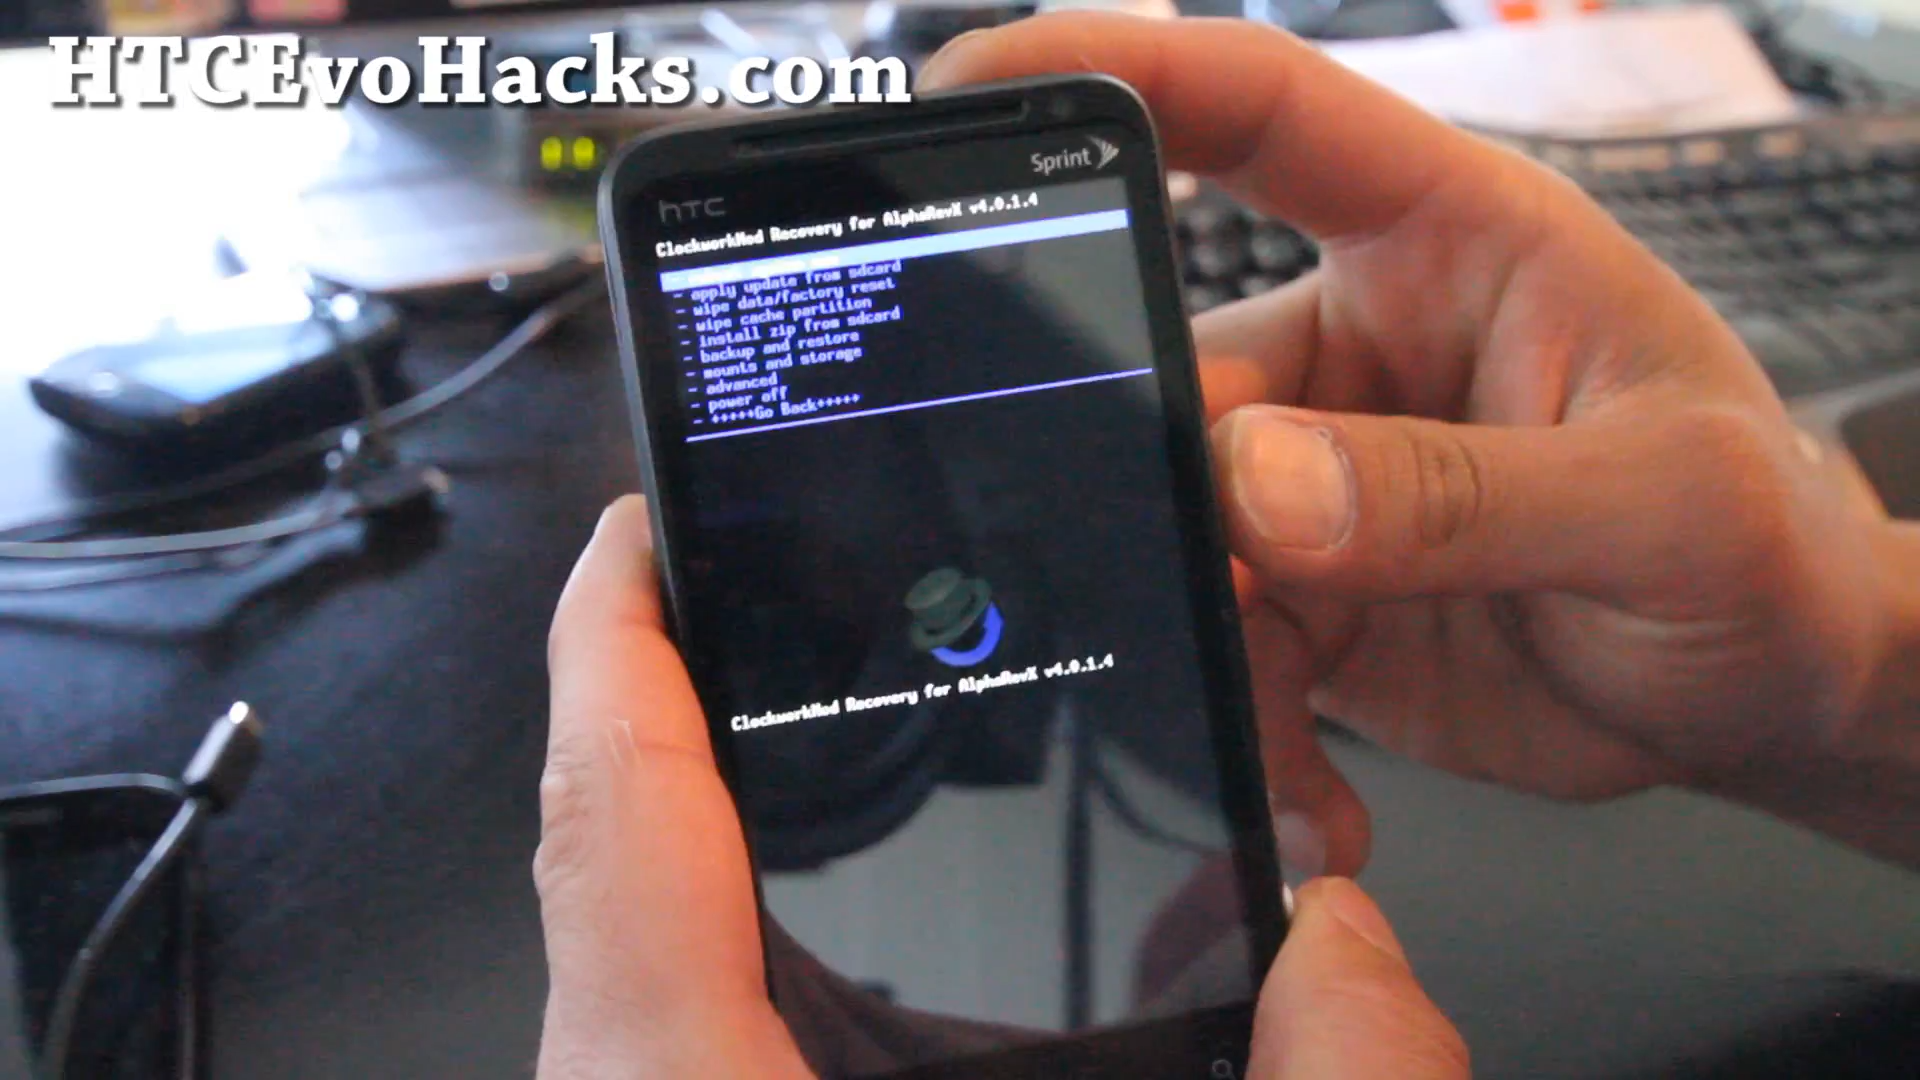 HTCEvoHacks.com
Sprint
hTC
ClockworkMod Recovery for AlphaRevX v4.0.1.4
- apply update from sdcard
- wipe data/factory reset
- wipe cache partition
- install zip from sdcard
- backup and restore
- mounts and storage
- advanced
- power off
- +++++Go Back+++++
ClockworkMod Recovery for AlphaRevX v4.0.1.4